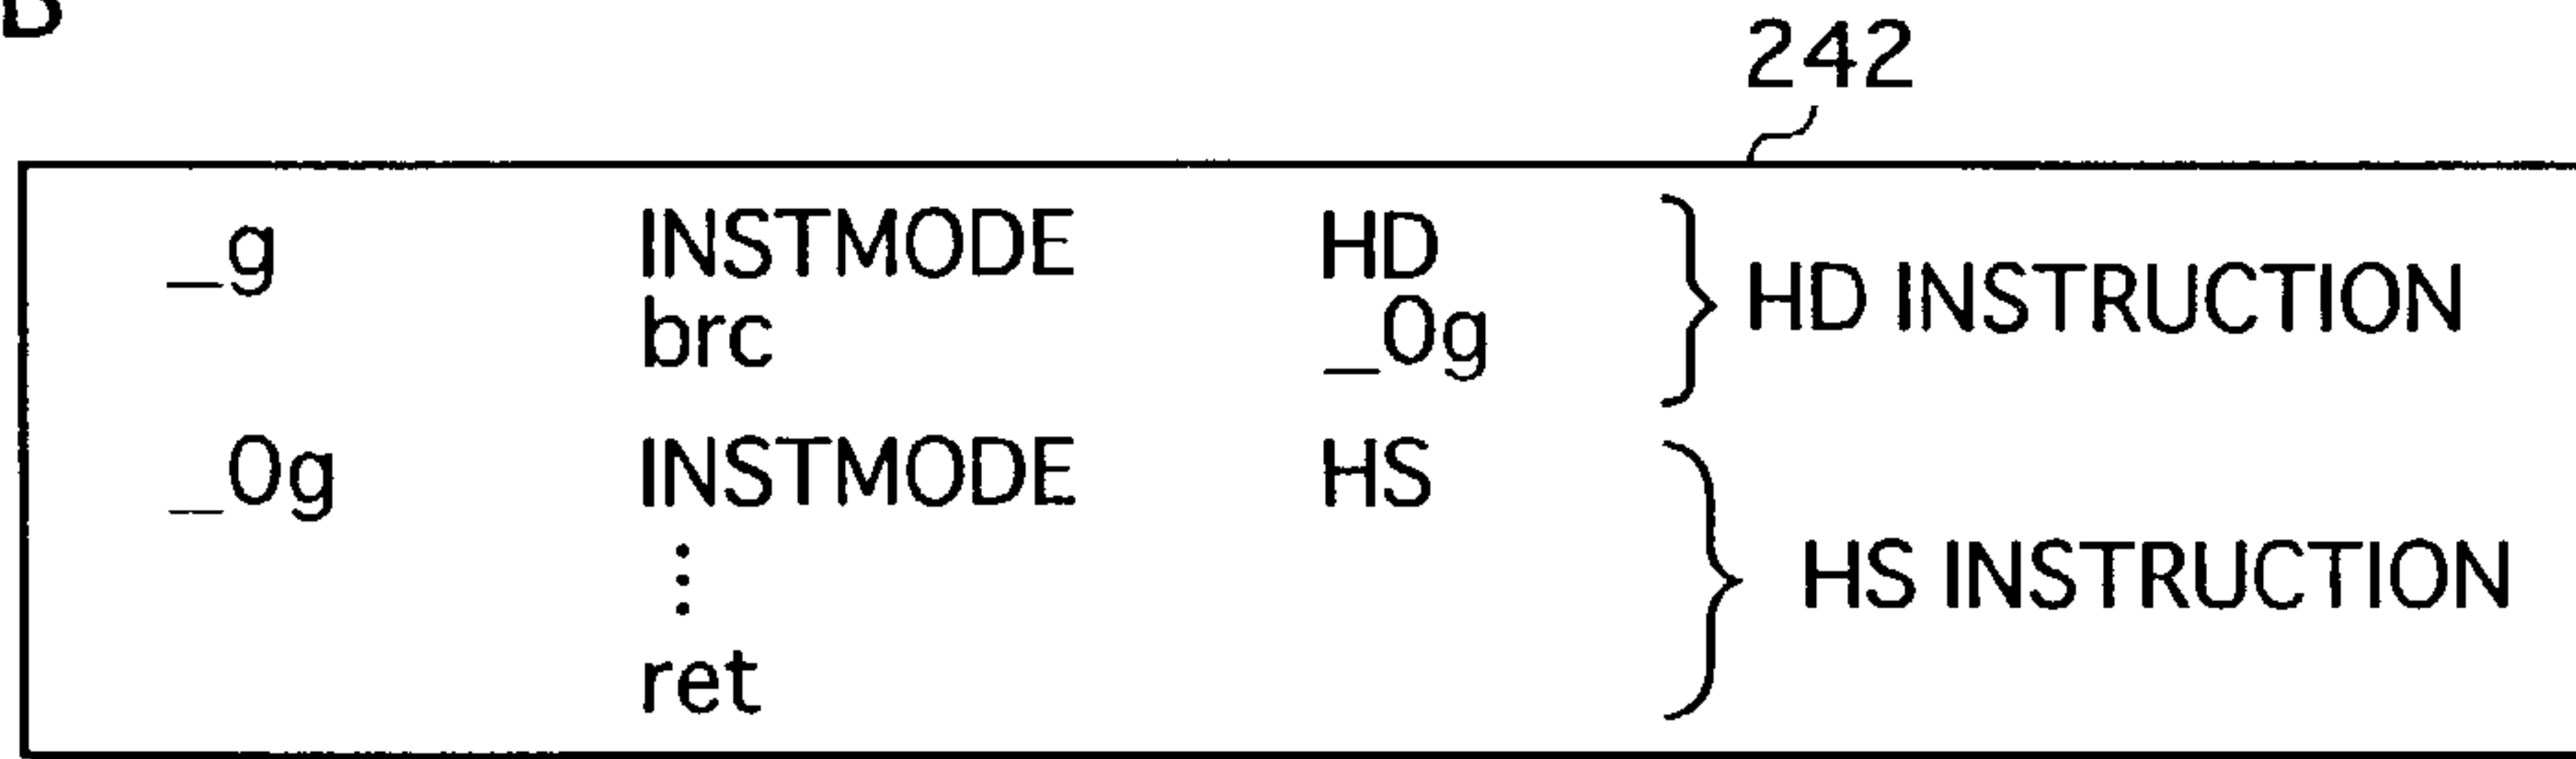 B
242
_g INSTMODE HD
brc _0g
HD INSTRUCTION
_0g INSTMODE HS
⋮
ret
HS INSTRUCTION